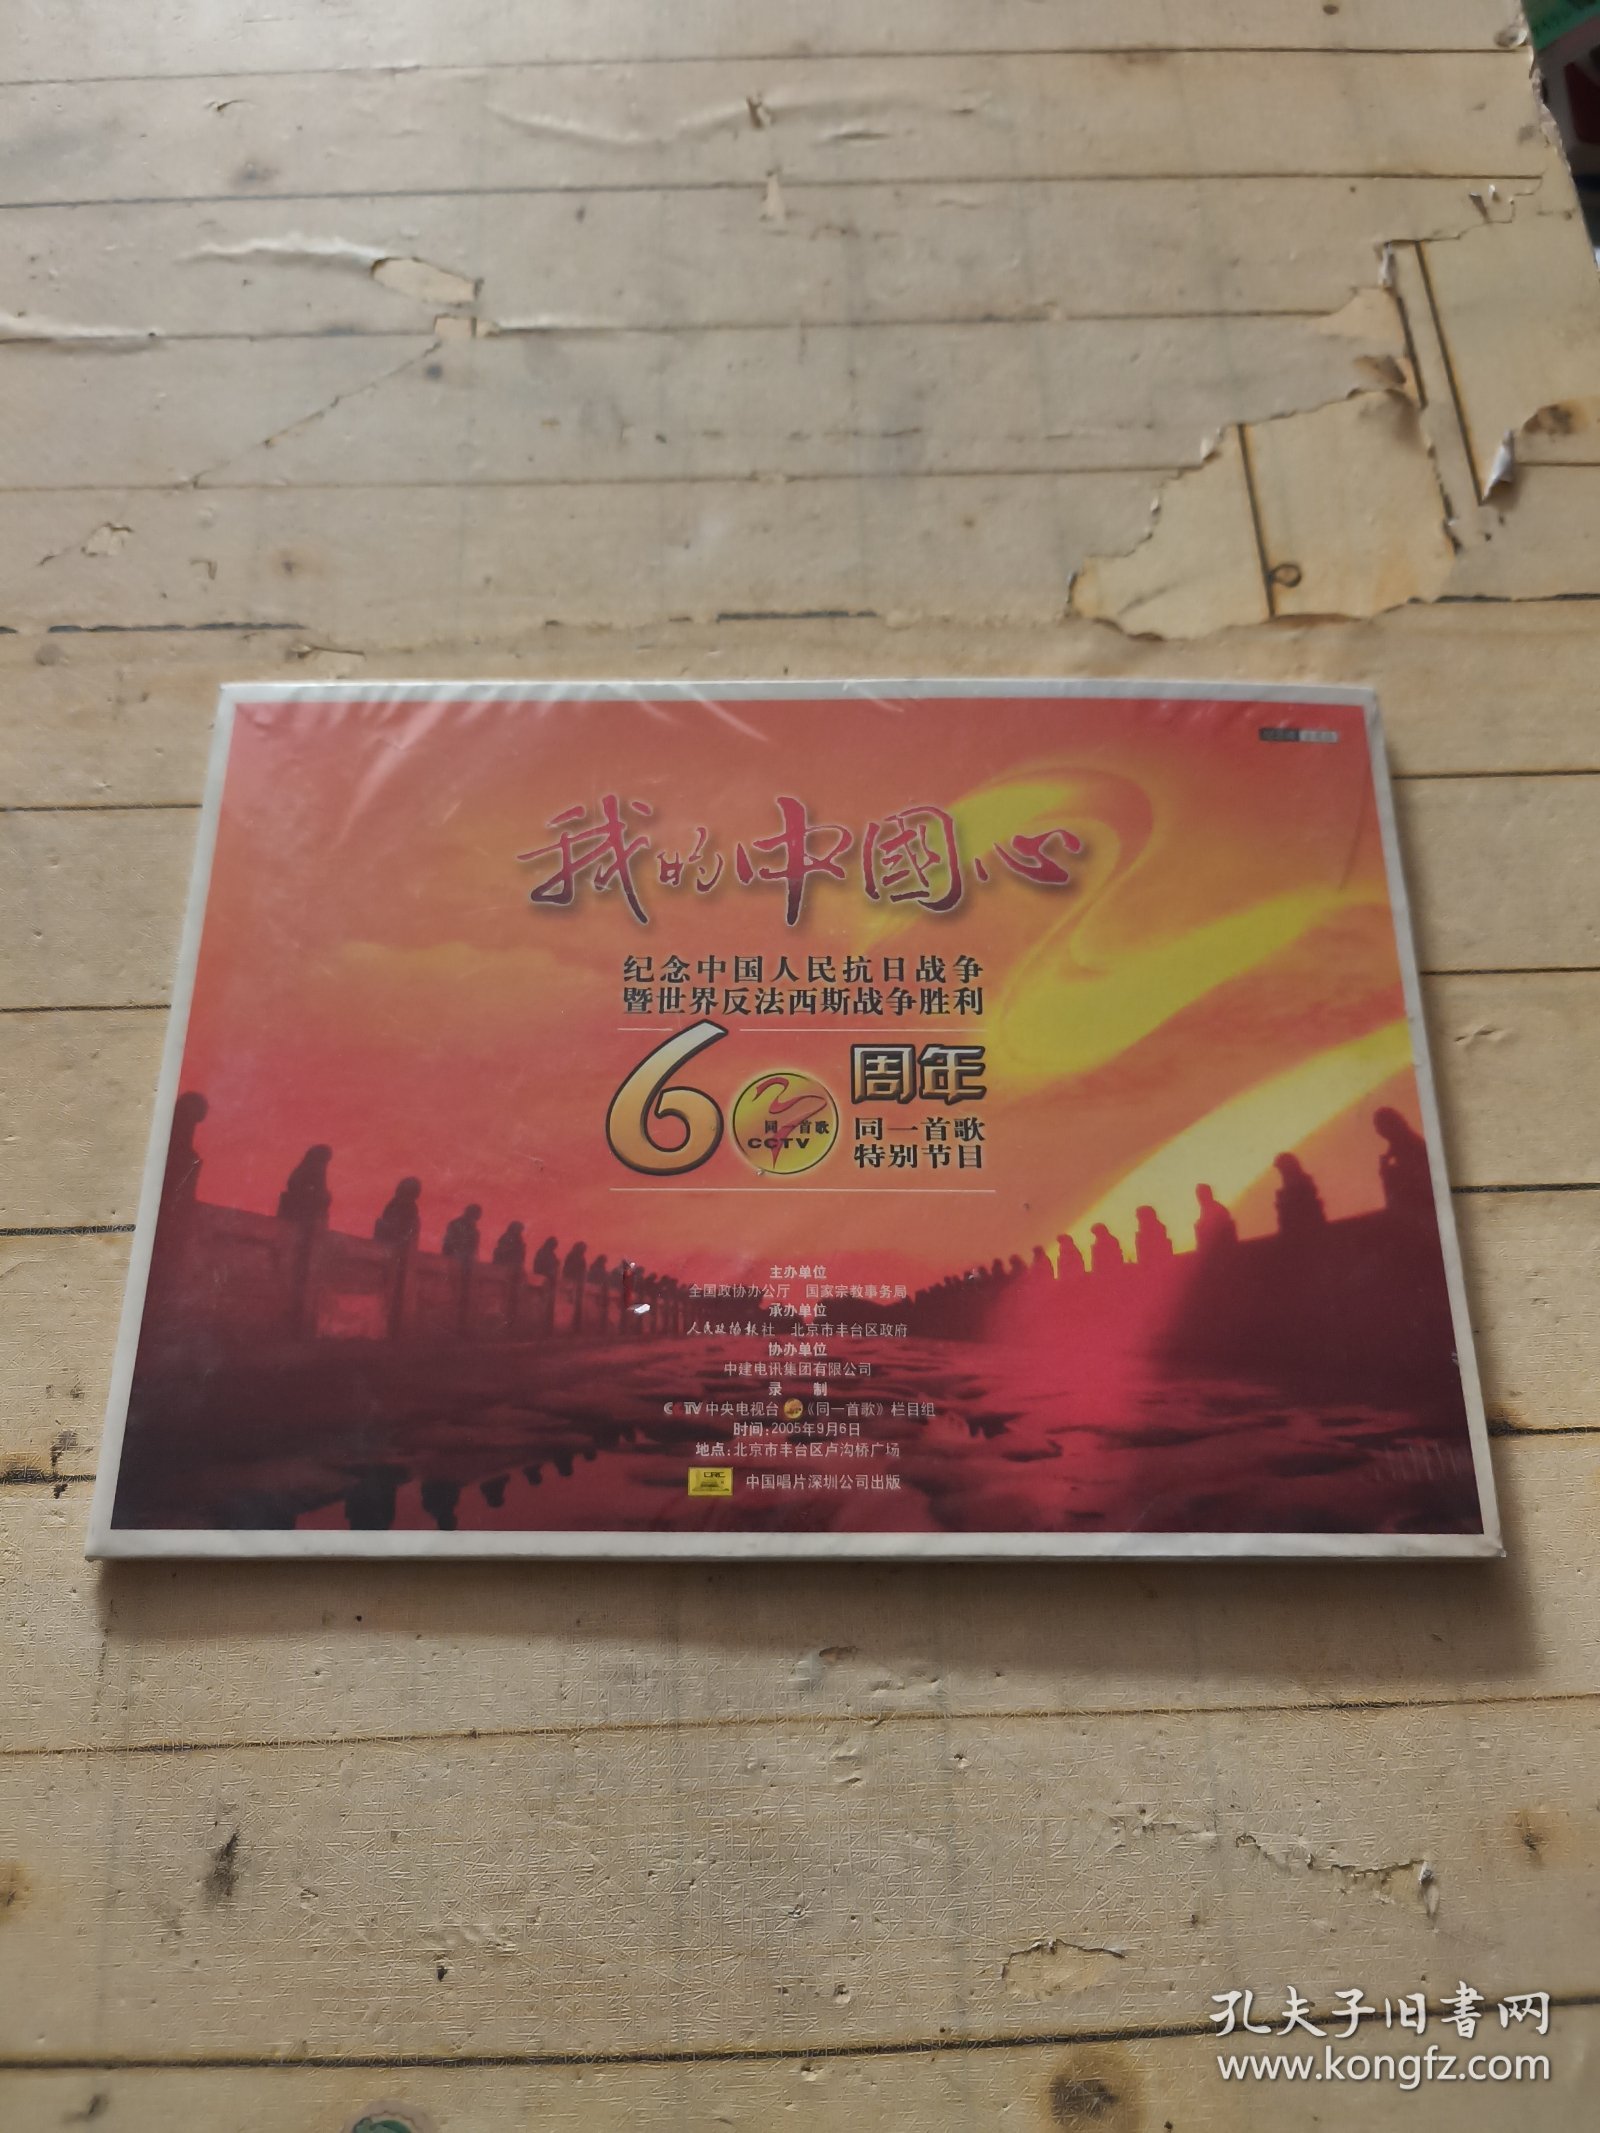 我的中國心
纪念中国人民抗日战争
暨世界反法西斯战争胜利
60周年
同一首歌
CCTV
同一首歌
特别节目
主办单位
全国政协办公厅 国家宗教事务局
承办单位
人民政协报社 北京市丰台区政府
协办单位
中建电讯集团有限公司
录 制
CCTV中央电视台《同一首歌》栏目组
时间:2005年9月6日
地点:北京市丰台区卢沟桥广场
CRC
中国唱片深圳公司出版
孔夫子旧书网
www.kongfz.com